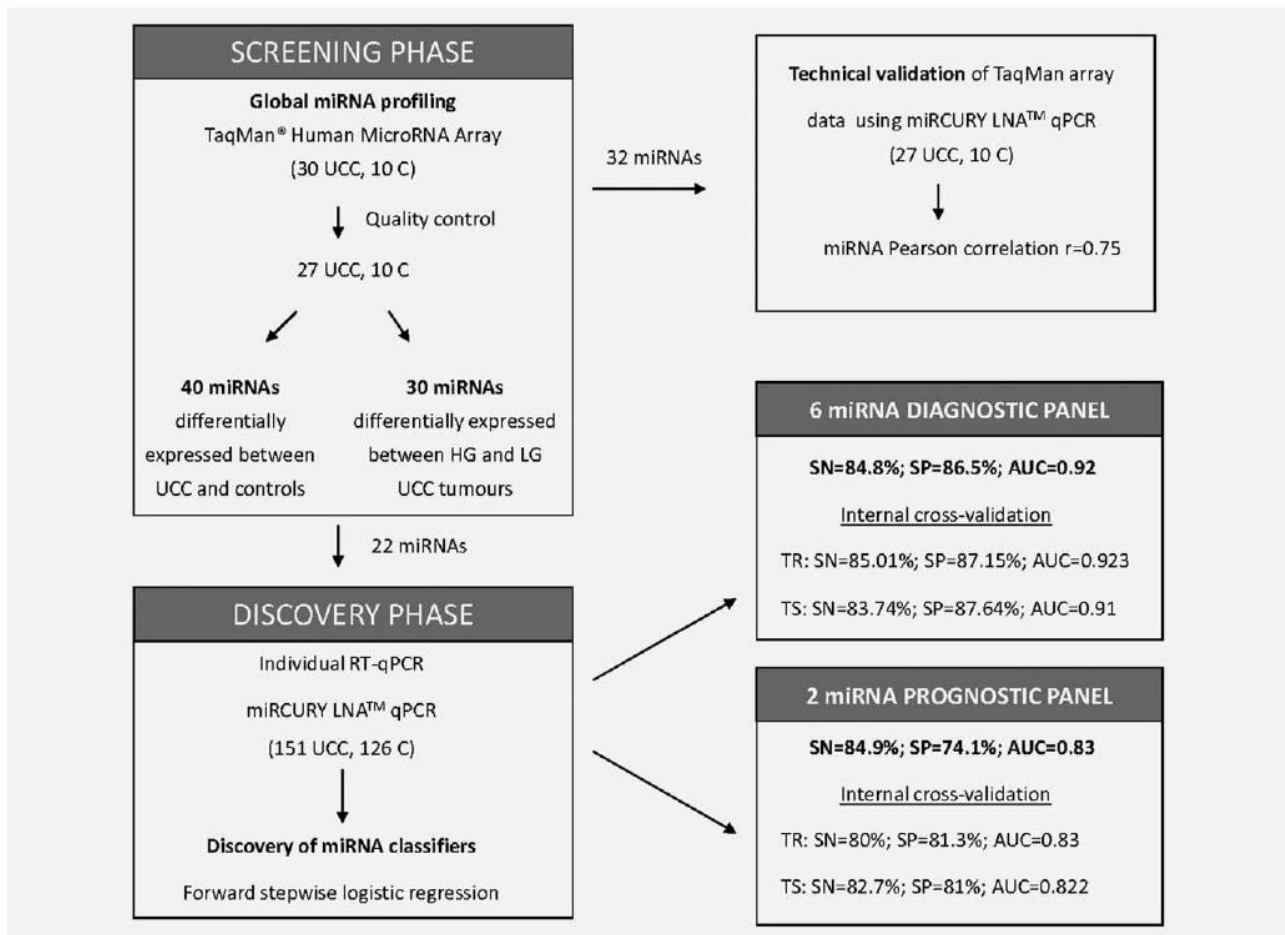 SCREENING PHASE
Global miRNA profiling
TaqMan® Human MicroRNA Array
(30 UCC, 10 C)
Quality control
27 UCC, 10 C
40 miRNAs
differentially
expressed between
UCC and controls
30 miRNAs
differentially expressed
between HG and LG
UCC tumours
32 miRNAs
Technical validation of TaqMan array
data using miRCURY LNA™ qPCR
(27 UCC, 10 C)
miRNA Pearson correlation r=0.75
22 miRNAs
DISCOVERY PHASE
Individual RT-qPCR
miRCURY LNA™ qPCR
(151 UCC, 126 C)
Discovery of miRNA classifiers
Forward stepwise logistic regression
6 miRNA DIAGNOSTIC PANEL
SN=84.8%; SP=86.5%; AUC=0.92
Internal cross-validation
TR: SN=85.01%; SP=87.15%; AUC=0.923
TS: SN=83.74%; SP=87.64%; AUC=0.91
2 miRNA PROGNOSTIC PANEL
SN=84.9%; SP=74.1%; AUC=0.83
Internal cross-validation
TR: SN=80%; SP=81.3%; AUC=0.83
TS: SN=82.7%; SP=81%; AUC=0.822